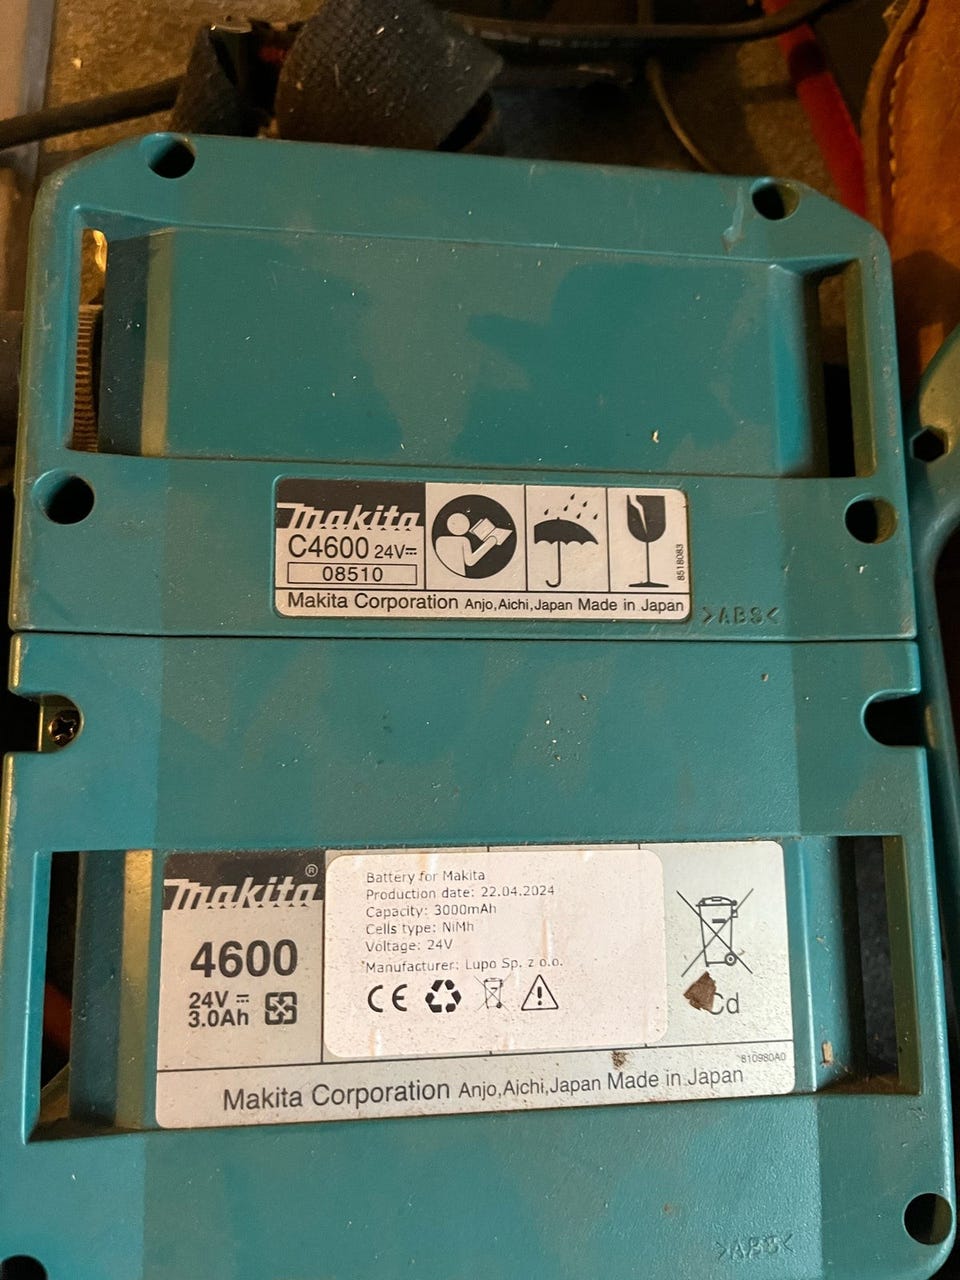 makita
C4600 24V
08510
8518083
Makita Corporation Anjo,Aichi,Japan Made in Japan
>ABS<
makita®
4600
24V
3.0Ah
Battery for Makita
Production date: 22.04.2024
Capacity: 3000mAh
Cells type: NiMh
Voltage: 24V
Manufacturer: Lupo Sp. z o.o.
CE
Cd
810980A0
Makita Corporation Anjo,Aichi,Japan Made in Japan
>ABS<